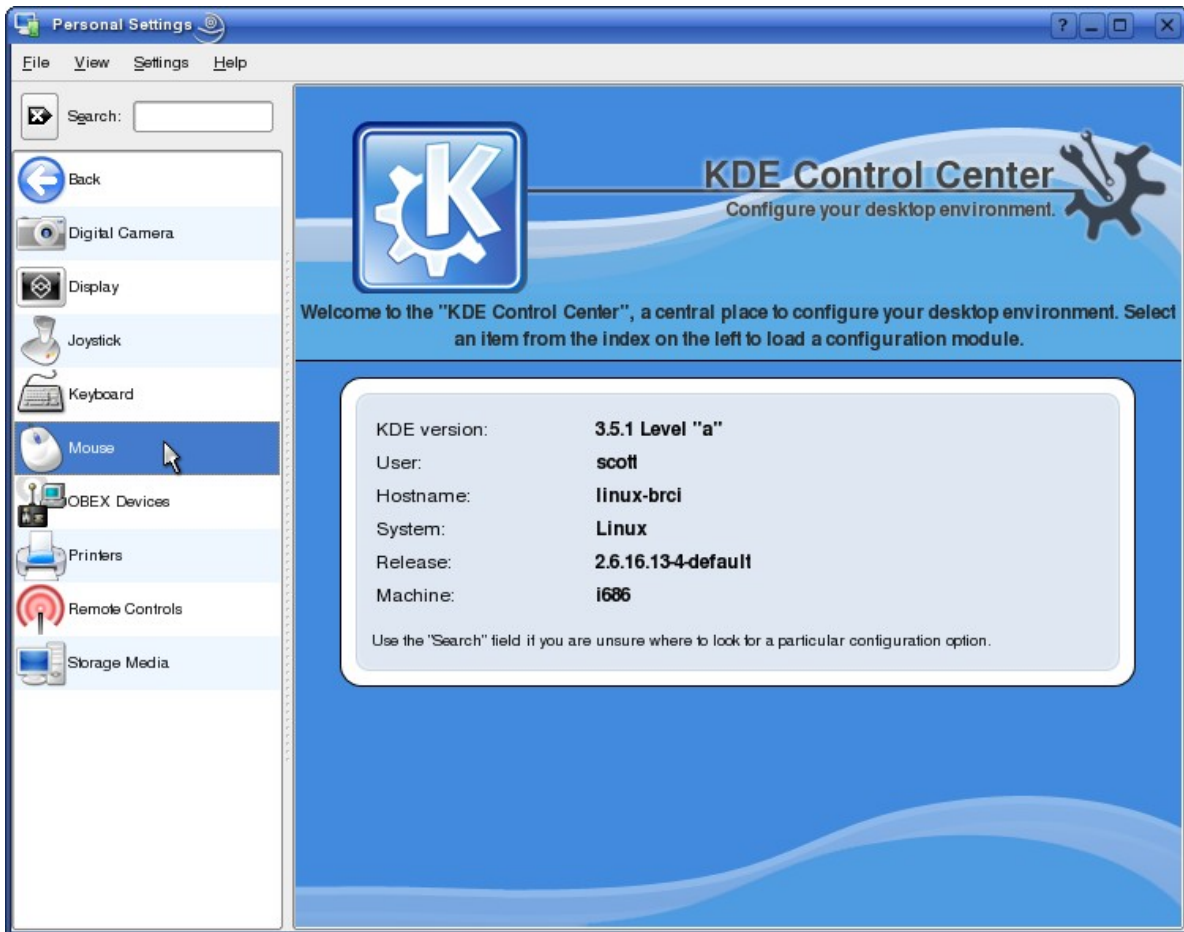 Personal Settings
File View Settings Help
Search:
Back
Digital Camera
Display
Joystick
Keyboard
Mouse
OBEX Devices
Printers
Remote Controls
Storage Media
KDE Control Center
Configure your desktop environment.
Welcome to the "KDE Control Center", a central place to configure your desktop environment. Select
an item from the index on the left to load a configuration module.
KDE version: 3.5.1 Level "a"
User: scott
Hostname: linux-brci
System: Linux
Release: 2.6.16.13-4-default
Machine: i686
Use the "Search" field if you are unsure where to look for a particular configuration option.